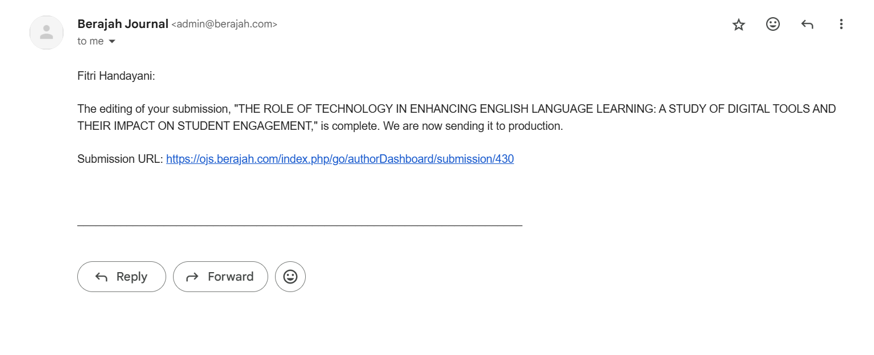 Berajah Journal <admin@berajah.com>
to me
Fitri Handayani:
The editing of your submission, "THE ROLE OF TECHNOLOGY IN ENHANCING ENGLISH LANGUAGE LEARNING: A STUDY OF DIGITAL TOOLS AND
THEIR IMPACT ON STUDENT ENGAGEMENT," is complete. We are now sending it to production.
Submission URL: https://ojs.berajah.com/index.php/go/authorDashboard/submission/430
Reply Forward